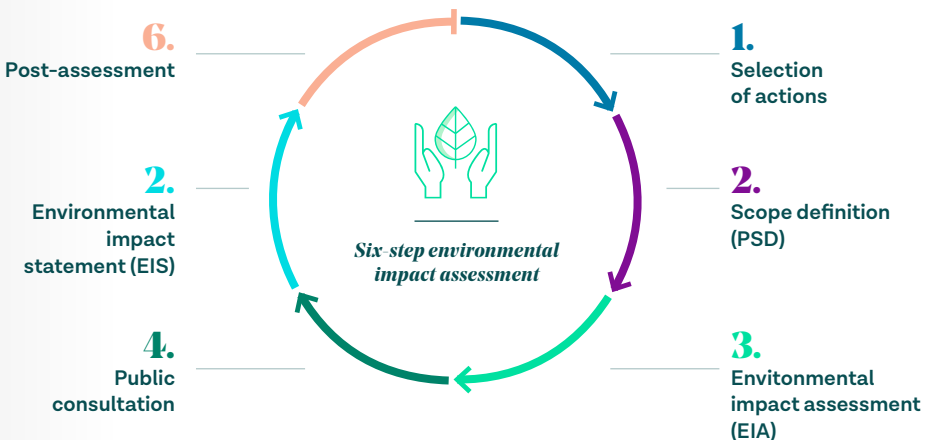 1.
Selection
of actions
2.
Scope definition
(PSD)
3.
Envitonmental
impact assessment
(EIA)
4.
Public
consultation
2.
Environmental
impact
statement (EIS)
6.
Post-assessment
Six-step environmental
impact assessment